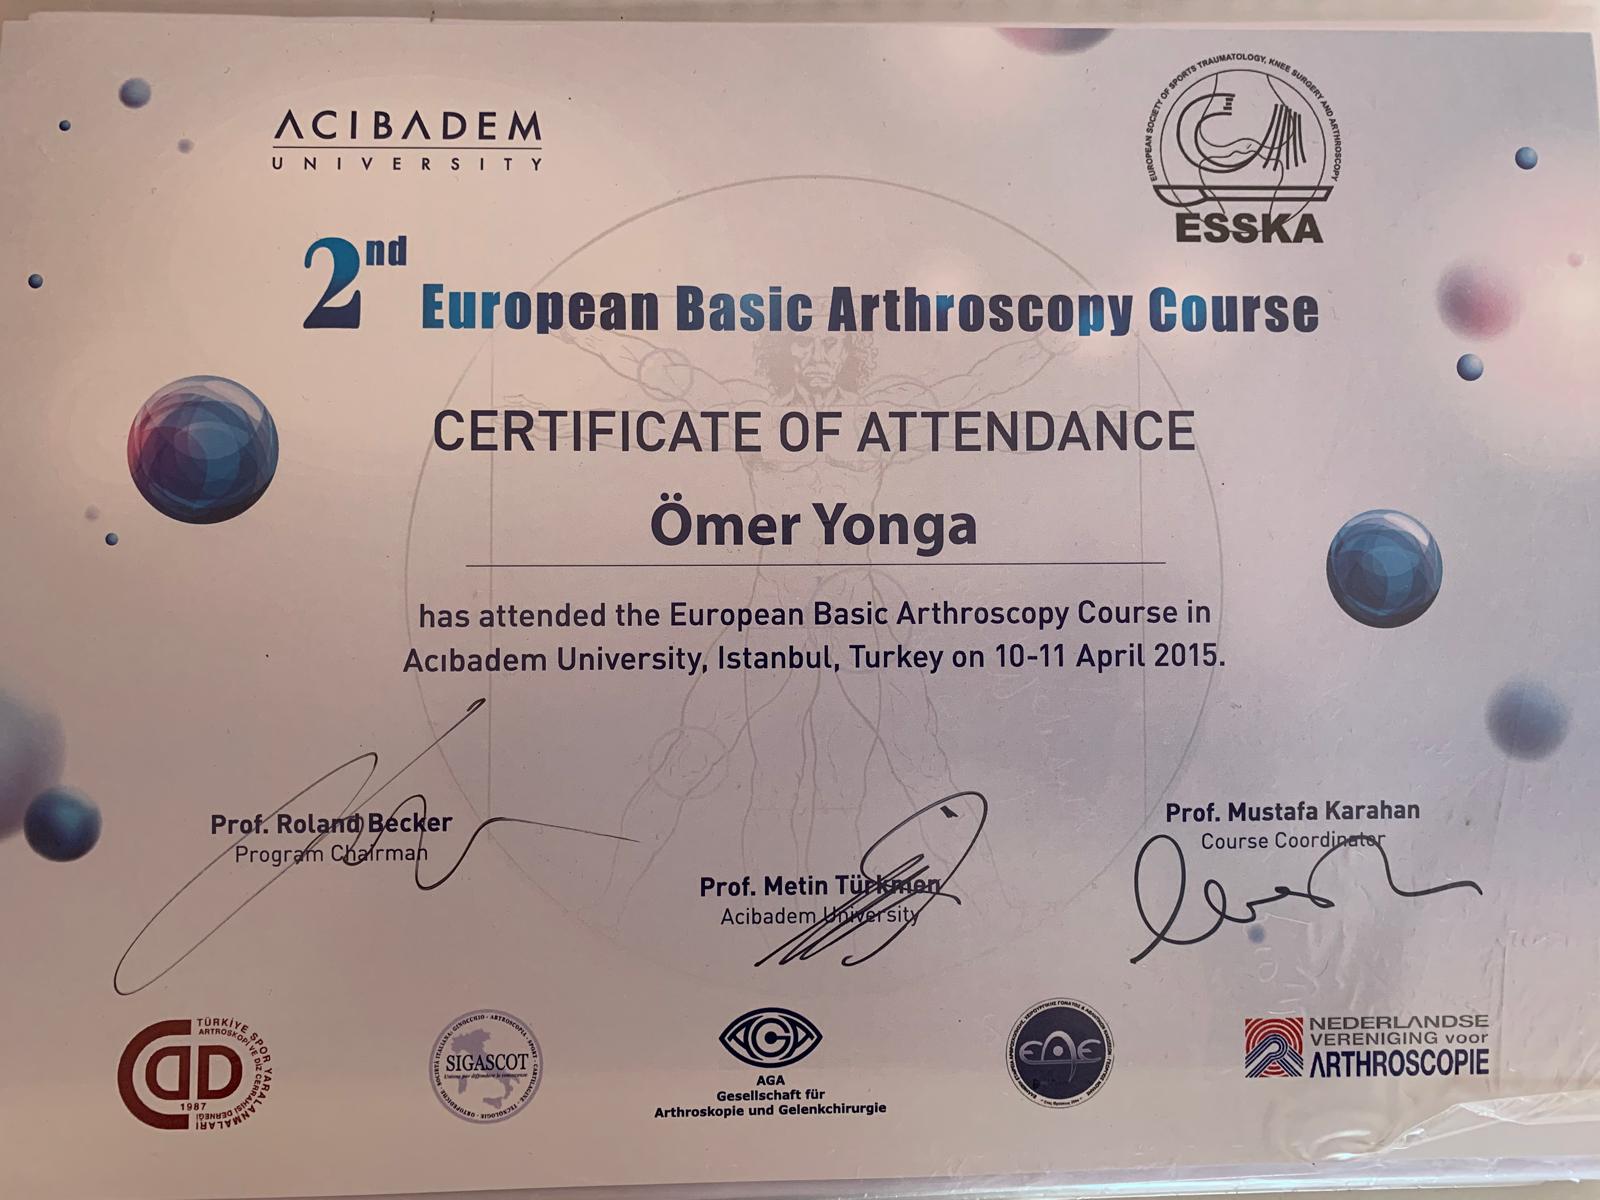 ACIBADEM
UNIVERSITY
EUROPEAN SOCIETY OF SPORTS TRAUMATOLOGY, KNEE SURGERY AND ARTHROSCOPY
ESSKA
2nd European Basic Arthroscopy Course
CERTIFICATE OF ATTENDANCE
Ömer Yonga
has attended the European Basic Arthroscopy Course in
Acıbadem University, Istanbul, Turkey on 10-11 April 2015.
Prof. Roland Becker
Program Chairman
Prof. Metin Türkmen
Acibadem University
Prof. Mustafa Karahan
Course Coordinator
TÜRKİYE SPOR YARALANMALARI
ARTROSKOPİ VE DİZ CERRAHİSİ DERNEĞİ
1987
SIGASCOT
AGA
Gesellschaft für
Arthroskopie und Gelenkchirurgie
EAE
NEDERLANDSE
VERENIGING voor
ARTHROSCOPIE